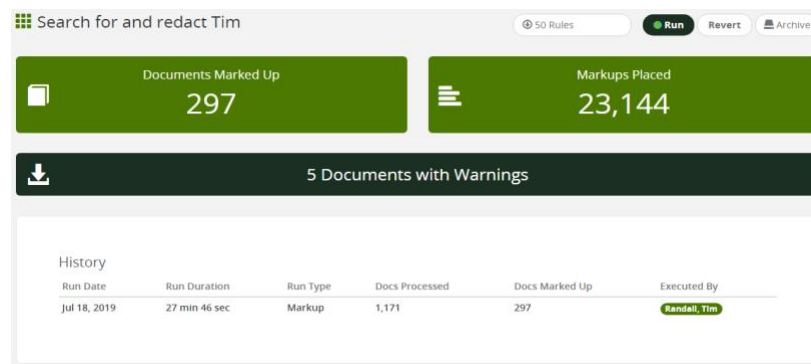 Search for and redact Tim
50 Rules
Run
Revert
Archive
Documents Marked Up
297
Markups Placed
23,144
5 Documents with Warnings
History
Run Date Run Duration Run Type Docs Processed Docs Marked Up Executed By
Jul 18, 2019 27 min 46 sec Markup 1,171 297 Randall, Tim